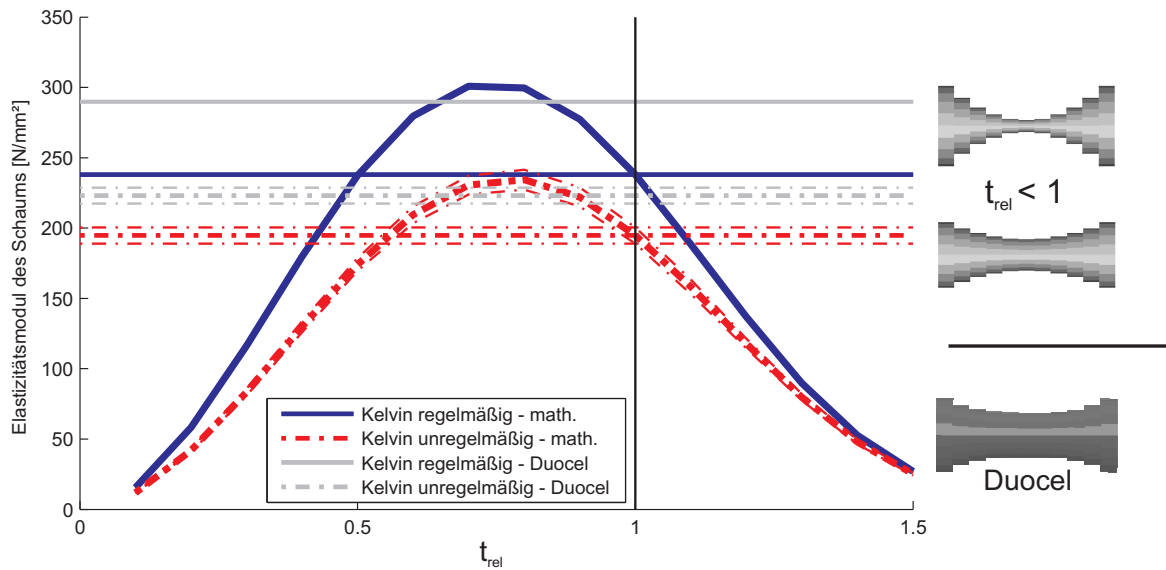 Elastizitätsmodul des Schaums [N/mm²]
350
300
250
200
150
100
50
0
0
0.5
1
1.5
t_rel
Kelvin regelmäßig - math.
Kelvin unregelmäßig - math.
Kelvin regelmäßig - Duocel
Kelvin unregelmäßig - Duocel
t_rel < 1
Duocel